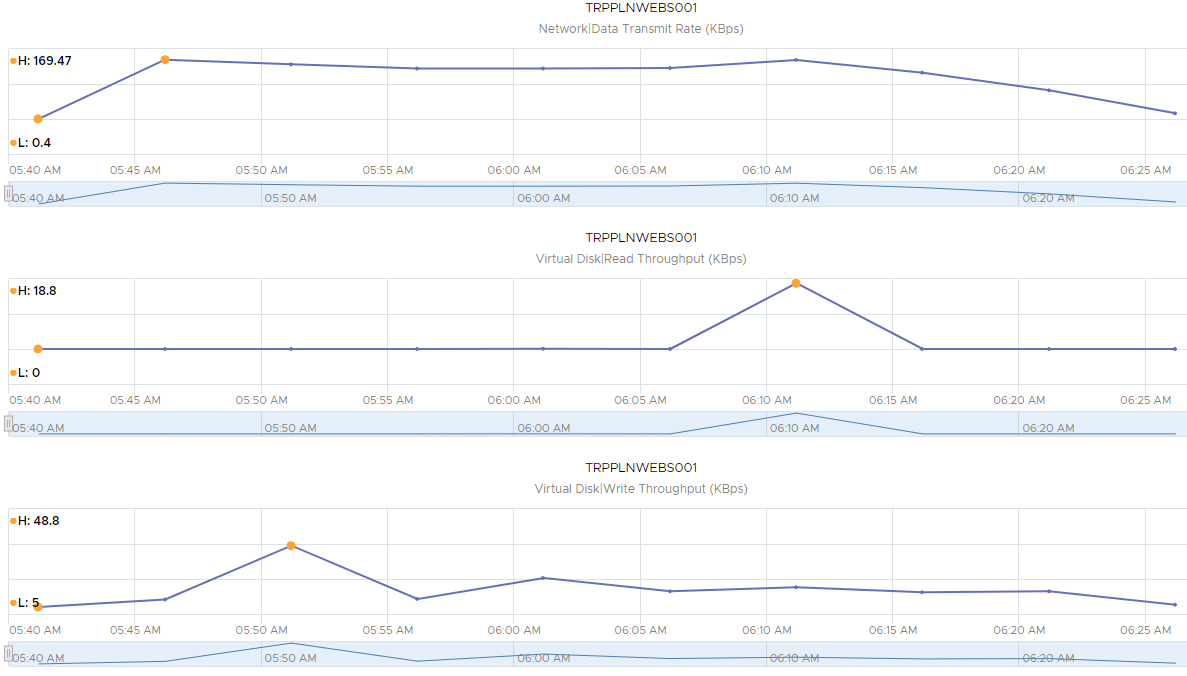 TRPPLNWEBS001
Network|Data Transmit Rate (KBps)
H: 169.47
L: 0.4
05:40 AM 05:45 AM 05:50 AM 05:55 AM 06:00 AM 06:05 AM 06:10 AM 06:15 AM 06:20 AM 06:25 AM
05:40 AM 05:50 AM 06:00 AM 06:10 AM 06:20 AM
TRPPLNWEBS001
Virtual Disk|Read Throughput (KBps)
H: 18.8
L: 0
05:40 AM 05:45 AM 05:50 AM 05:55 AM 06:00 AM 06:05 AM 06:10 AM 06:15 AM 06:20 AM 06:25 AM
05:40 AM 05:50 AM 06:00 AM 06:10 AM 06:20 AM
TRPPLNWEBS001
Virtual Disk|Write Throughput (KBps)
H: 48.8
L: 5
05:40 AM 05:45 AM 05:50 AM 05:55 AM 06:00 AM 06:05 AM 06:10 AM 06:15 AM 06:20 AM 06:25 AM
05:40 AM 05:50 AM 06:00 AM 06:10 AM 06:20 AM